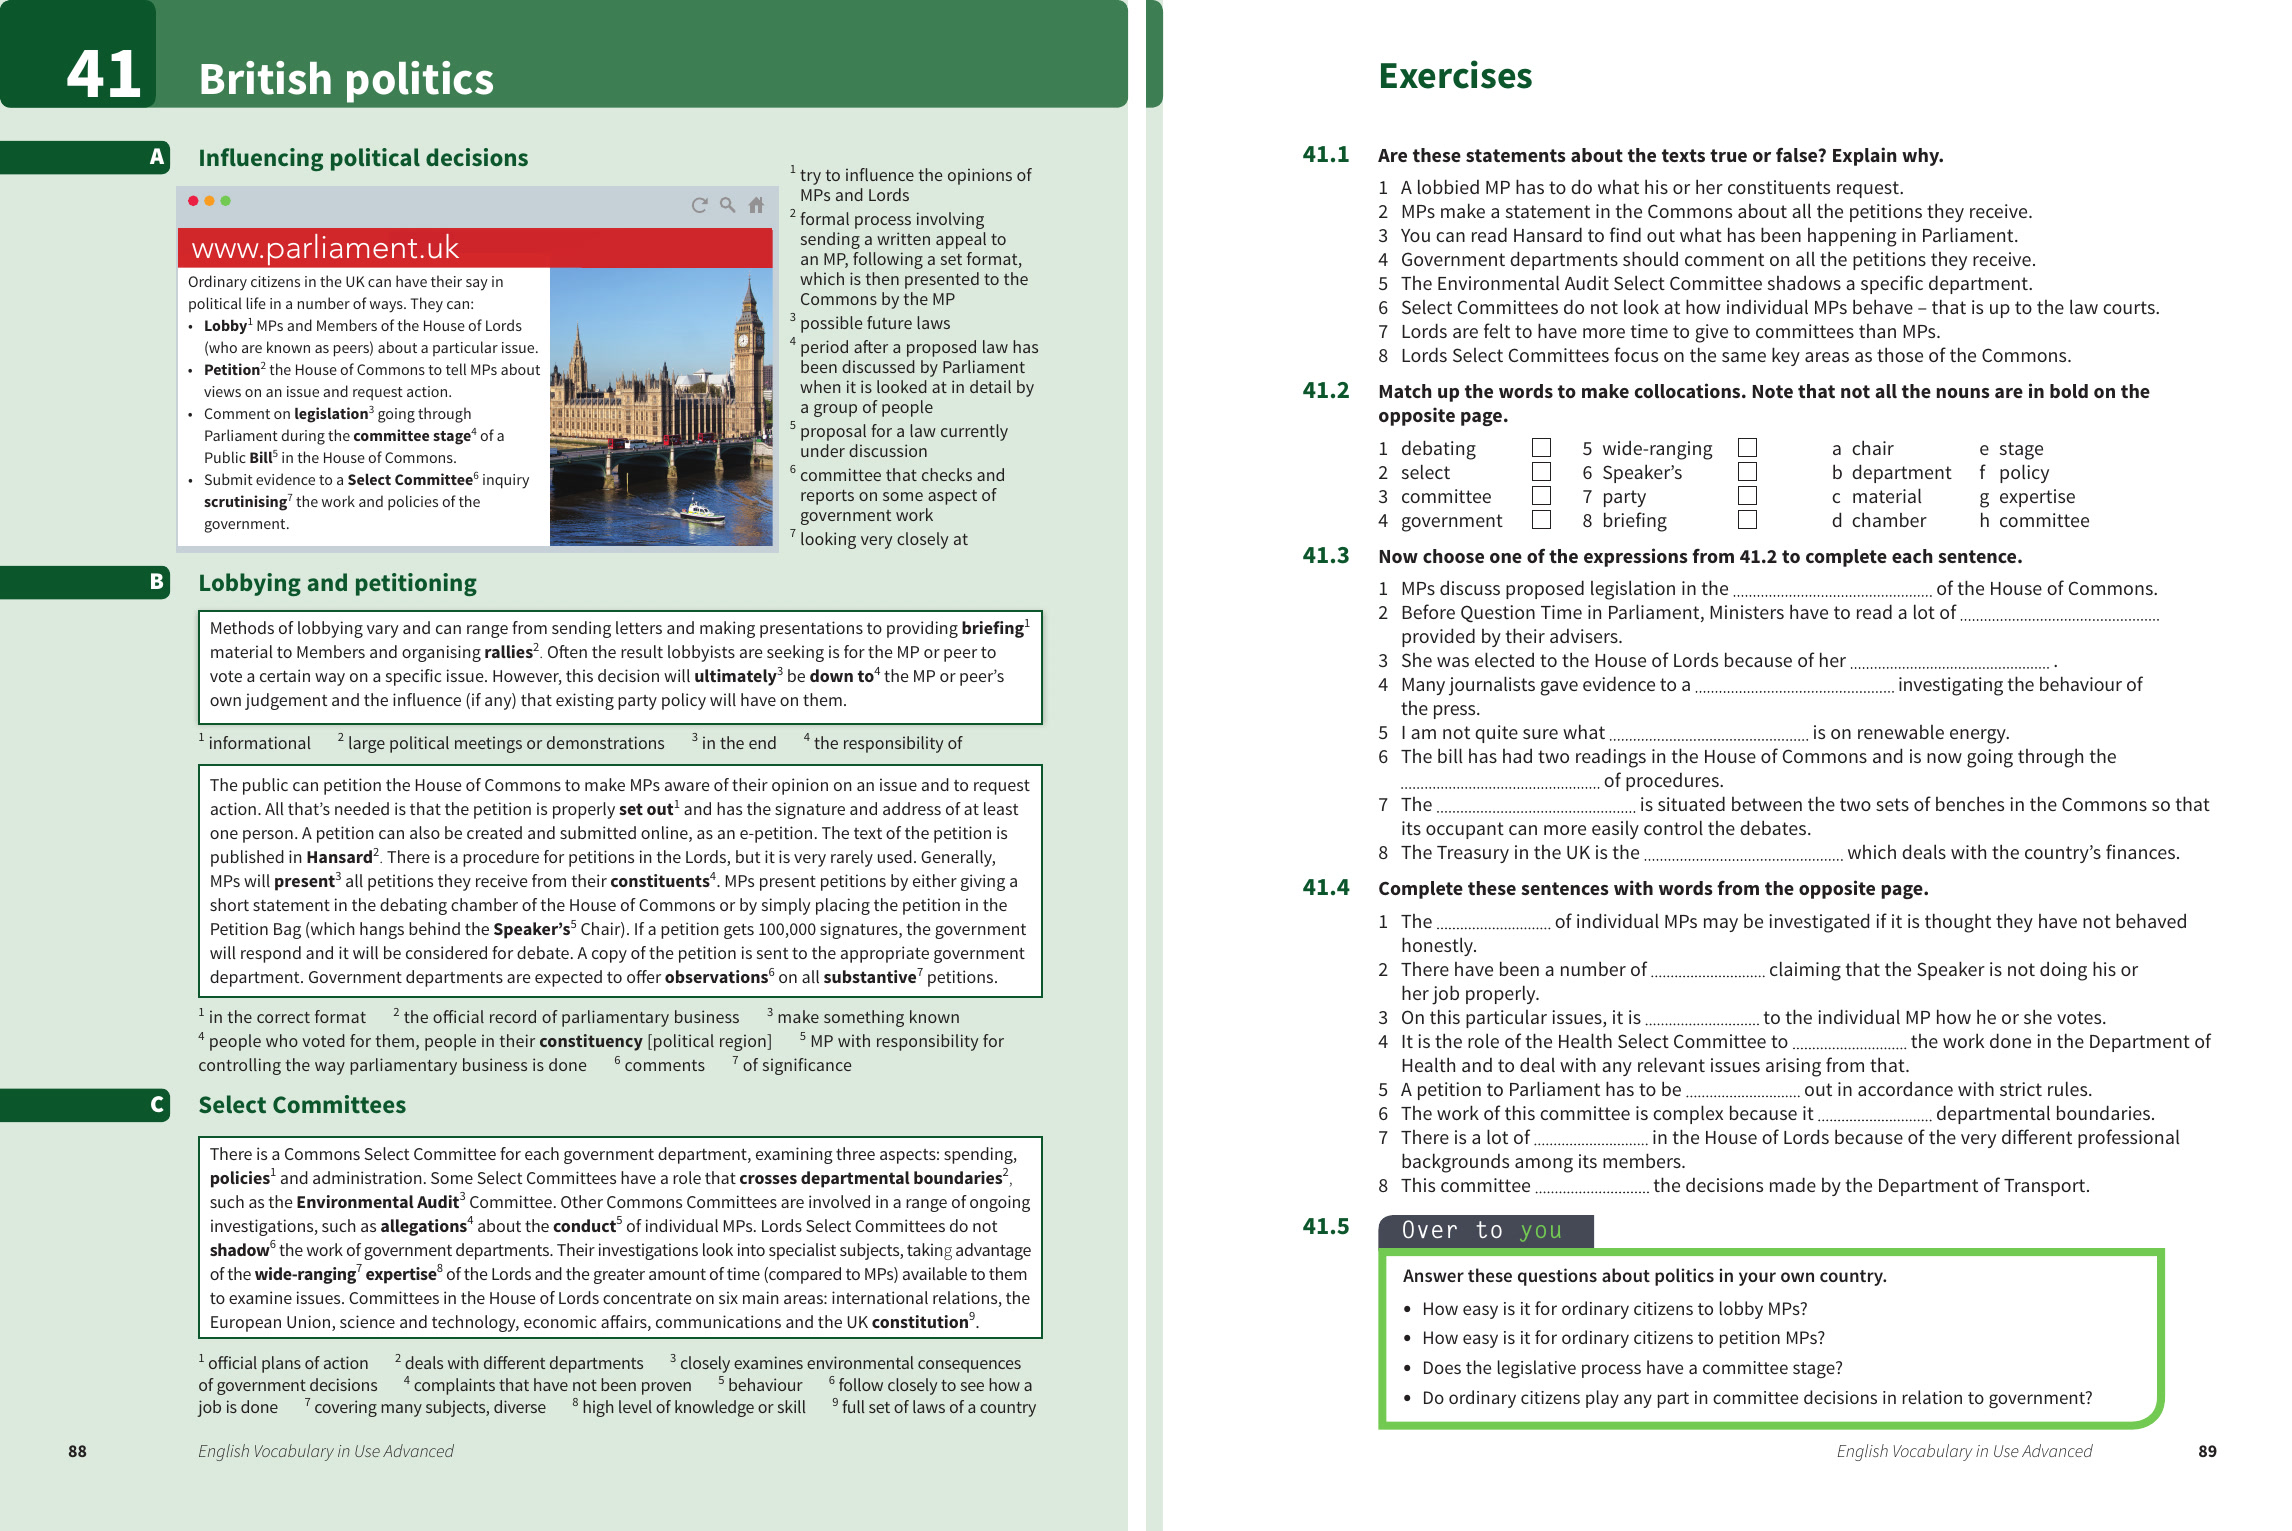 41
British politics
A
Influencing political decisions
www.parliament.uk
Ordinary citizens in the UK can have their say in
political life in a number of ways. They can:
• Lobby1 MPs and Members of the House of Lords
(who are known as peers) about a particular issue.
• Petition2 the House of Commons to tell MPs about
views on an issue and request action.
• Comment on legislation3 going through
Parliament during the committee stage4 of a
Public Bill5 in the House of Commons.
• Submit evidence to a Select Committee6 inquiry
scrutinising7 the work and policies of the
government.
1 try to influence the opinions of
MPs and Lords
2 formal process involving
sending a written appeal to
an MP, following a set format,
which is then presented to the
Commons by the MP
3 possible future laws
4 period after a proposed law has
been discussed by Parliament
when it is looked at in detail by
a group of people
5 proposal for a law currently
under discussion
6 committee that checks and
reports on some aspect of
government work
7 looking very closely at
B
Lobbying and petitioning
Methods of lobbying vary and can range from sending letters and making presentations to providing briefing1
material to Members and organising rallies2. Often the result lobbyists are seeking is for the MP or peer to
vote a certain way on a specific issue. However, this decision will ultimately3 be down to4 the MP or peer's
own judgement and the influence (if any) that existing party policy will have on them.
1 informational 2 large political meetings or demonstrations 3 in the end 4 the responsibility of
The public can petition the House of Commons to make MPs aware of their opinion on an issue and to request
action. All that's needed is that the petition is properly set out1 and has the signature and address of at least
one person. A petition can also be created and submitted online, as an e-petition. The text of the petition is
published in Hansard2. There is a procedure for petitions in the Lords, but it is very rarely used. Generally,
MPs will present3 all petitions they receive from their constituents4. MPs present petitions by either giving a
short statement in the debating chamber of the House of Commons or by simply placing the petition in the
Petition Bag (which hangs behind the Speaker's5 Chair). If a petition gets 100,000 signatures, the government
will respond and it will be considered for debate. A copy of the petition is sent to the appropriate government
department. Government departments are expected to offer observations6 on all substantive7 petitions.
1 in the correct format 2 the official record of parliamentary business 3 make something known
4 people who voted for them, people in their constituency [political region] 5 MP with responsibility for
controlling the way parliamentary business is done 6 comments 7 of significance
C
Select Committees
There is a Commons Select Committee for each government department, examining three aspects: spending,
policies1 and administration. Some Select Committees have a role that crosses departmental boundaries2,
such as the Environmental Audit3 Committee. Other Commons Committees are involved in a range of ongoing
investigations, such as allegations4 about the conduct5 of individual MPs. Lords Select Committees do not
shadow6 the work of government departments. Their investigations look into specialist subjects, taking advantage
of the wide-ranging7 expertise8 of the Lords and the greater amount of time (compared to MPs) available to them
to examine issues. Committees in the House of Lords concentrate on six main areas: international relations, the
European Union, science and technology, economic affairs, communications and the UK constitution9.
1 official plans of action 2 deals with different departments 3 closely examines environmental consequences
of government decisions 4 complaints that have not been proven 5 behaviour 6 follow closely to see how a
job is done 7 covering many subjects, diverse 8 high level of knowledge or skill 9 full set of laws of a country
88 English Vocabulary in Use Advanced
Exercises
41.1 Are these statements about the texts true or false? Explain why.
1 A lobbied MP has to do what his or her constituents request.
2 MPs make a statement in the Commons about all the petitions they receive.
3 You can read Hansard to find out what has been happening in Parliament.
4 Government departments should comment on all the petitions they receive.
5 The Environmental Audit Select Committee shadows a specific department.
6 Select Committees do not look at how individual MPs behave – that is up to the law courts.
7 Lords are felt to have more time to give to committees than MPs.
8 Lords Select Committees focus on the same key areas as those of the Commons.
41.2 Match up the words to make collocations. Note that not all the nouns are in bold on the
opposite page.
1 debating 5 wide-ranging a chair e stage
2 select 6 Speaker's b department f policy
3 committee 7 party c material g expertise
4 government 8 briefing d chamber h committee
41.3 Now choose one of the expressions from 41.2 to complete each sentence.
1 MPs discuss proposed legislation in the .......... of the House of Commons.
2 Before Question Time in Parliament, Ministers have to read a lot of ..........
provided by their advisers.
3 She was elected to the House of Lords because of her .......... .
4 Many journalists gave evidence to a .......... investigating the behaviour of
the press.
5 I am not quite sure what .......... is on renewable energy.
6 The bill has had two readings in the House of Commons and is now going through the
.......... of procedures.
7 The .......... is situated between the two sets of benches in the Commons so that
its occupant can more easily control the debates.
8 The Treasury in the UK is the .......... which deals with the country's finances.
41.4 Complete these sentences with words from the opposite page.
1 The .......... of individual MPs may be investigated if it is thought they have not behaved
honestly.
2 There have been a number of .......... claiming that the Speaker is not doing his or
her job properly.
3 On this particular issues, it is .......... to the individual MP how he or she votes.
4 It is the role of the Health Select Committee to .......... the work done in the Department of
Health and to deal with any relevant issues arising from that.
5 A petition to Parliament has to be .......... out in accordance with strict rules.
6 The work of this committee is complex because it .......... departmental boundaries.
7 There is a lot of .......... in the House of Lords because of the very different professional
backgrounds among its members.
8 This committee .......... the decisions made by the Department of Transport.
41.5 Over to you
Answer these questions about politics in your own country.
• How easy is it for ordinary citizens to lobby MPs?
• How easy is it for ordinary citizens to petition MPs?
• Does the legislative process have a committee stage?
• Do ordinary citizens play any part in committee decisions in relation to government?
English Vocabulary in Use Advanced 89